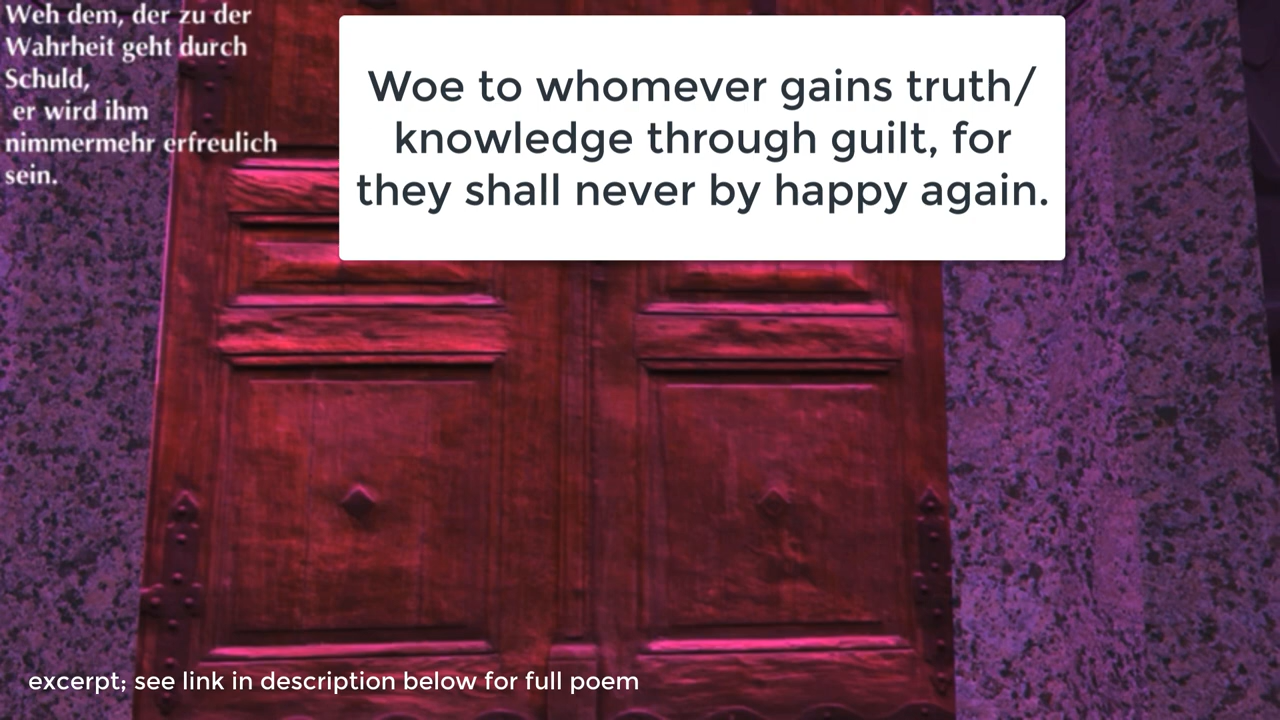 Weh dem, der zu der
Wahrheit geht durch
Schuld,
er wird ihm
nimmermehr erfreulich
sein.
Woe to whomever gains truth/
knowledge through guilt, for
they shall never by happy again.
excerpt; see link in description below for full poem